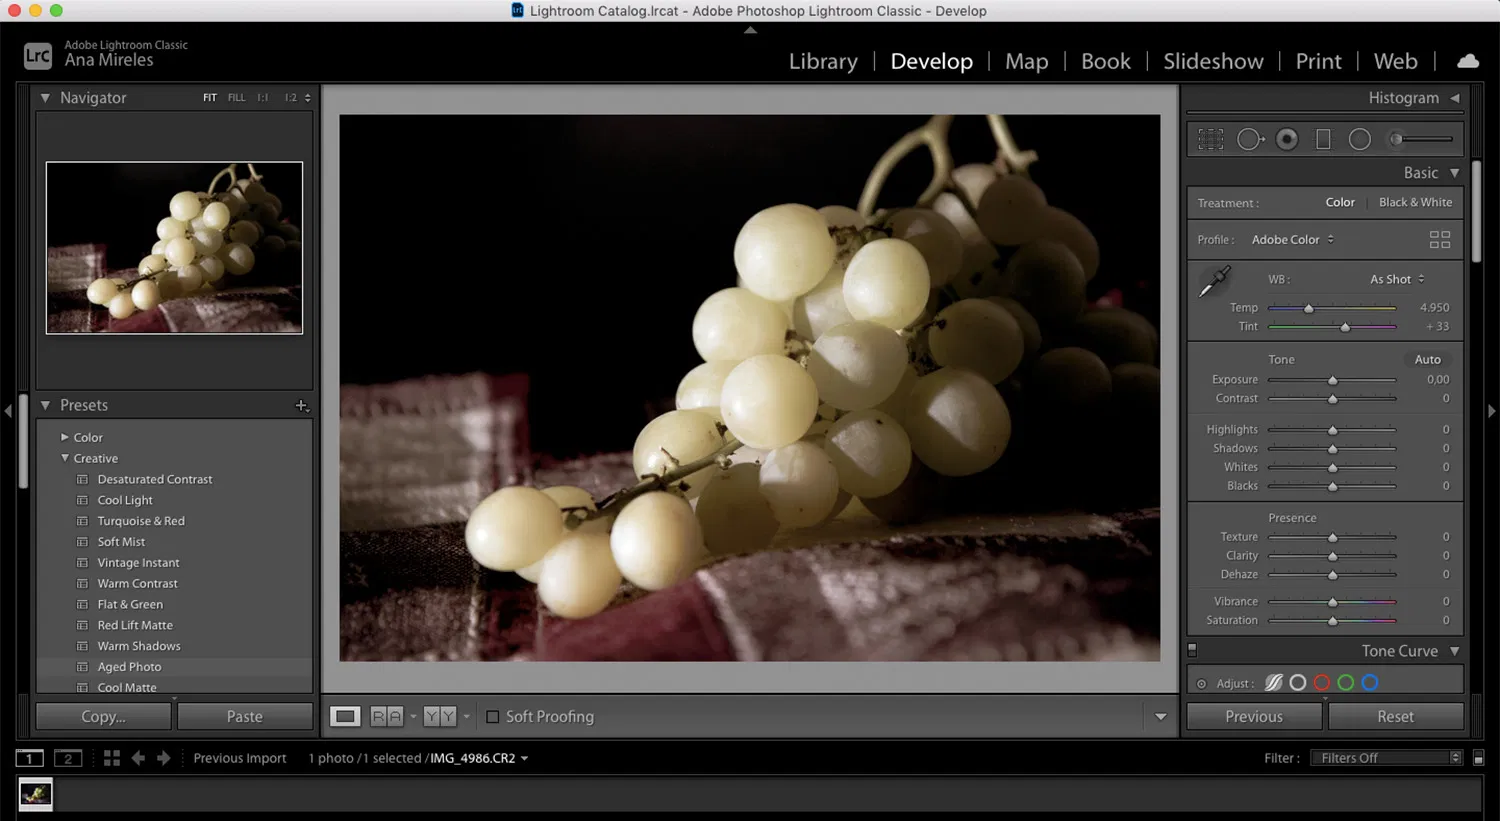 Lightroom Catalog.lrcat - Adobe Photoshop Lightroom Classic - Develop
LrC
Adobe Lightroom Classic
Ana Mireles
Library | Develop | Map | Book | Slideshow | Print | Web
Navigator FIT FILL 1:1 1:2
Presets
Color
Creative
Desaturated Contrast
Cool Light
Turquoise & Red
Soft Mist
Vintage Instant
Warm Contrast
Flat & Green
Red Lift Matte
Warm Shadows
Aged Photo
Cool Matte
Copy... Paste
RA YY Soft Proofing
Histogram
Basic
Treatment : Color | Black & White
Profile : Adobe Color
WB : As Shot
Temp 4.950
Tint + 33
Tone Auto
Exposure 0,00
Contrast 0
Highlights 0
Shadows 0
Whites 0
Blacks 0
Presence
Texture 0
Clarity 0
Dehaze 0
Vibrance 0
Saturation 0
Tone Curve
Adjust :
Previous Reset
1 2 Previous Import 1 photo / 1 selected / IMG_4986.CR2 Filter : Filters Off